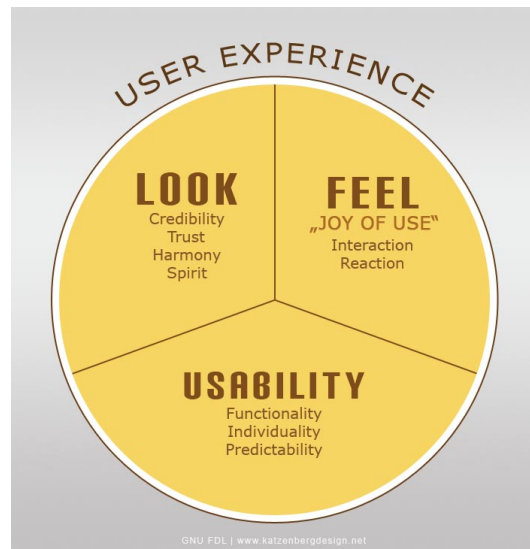 USER EXPERIENCE
LOOK
Credibility
Trust
Harmony
Spirit
FEEL
„JOY OF USE“
Interaction
Reaction
USABILITY
Functionality
Individuality
Predictability
GNU FDL | www.katzenbergdesign.net